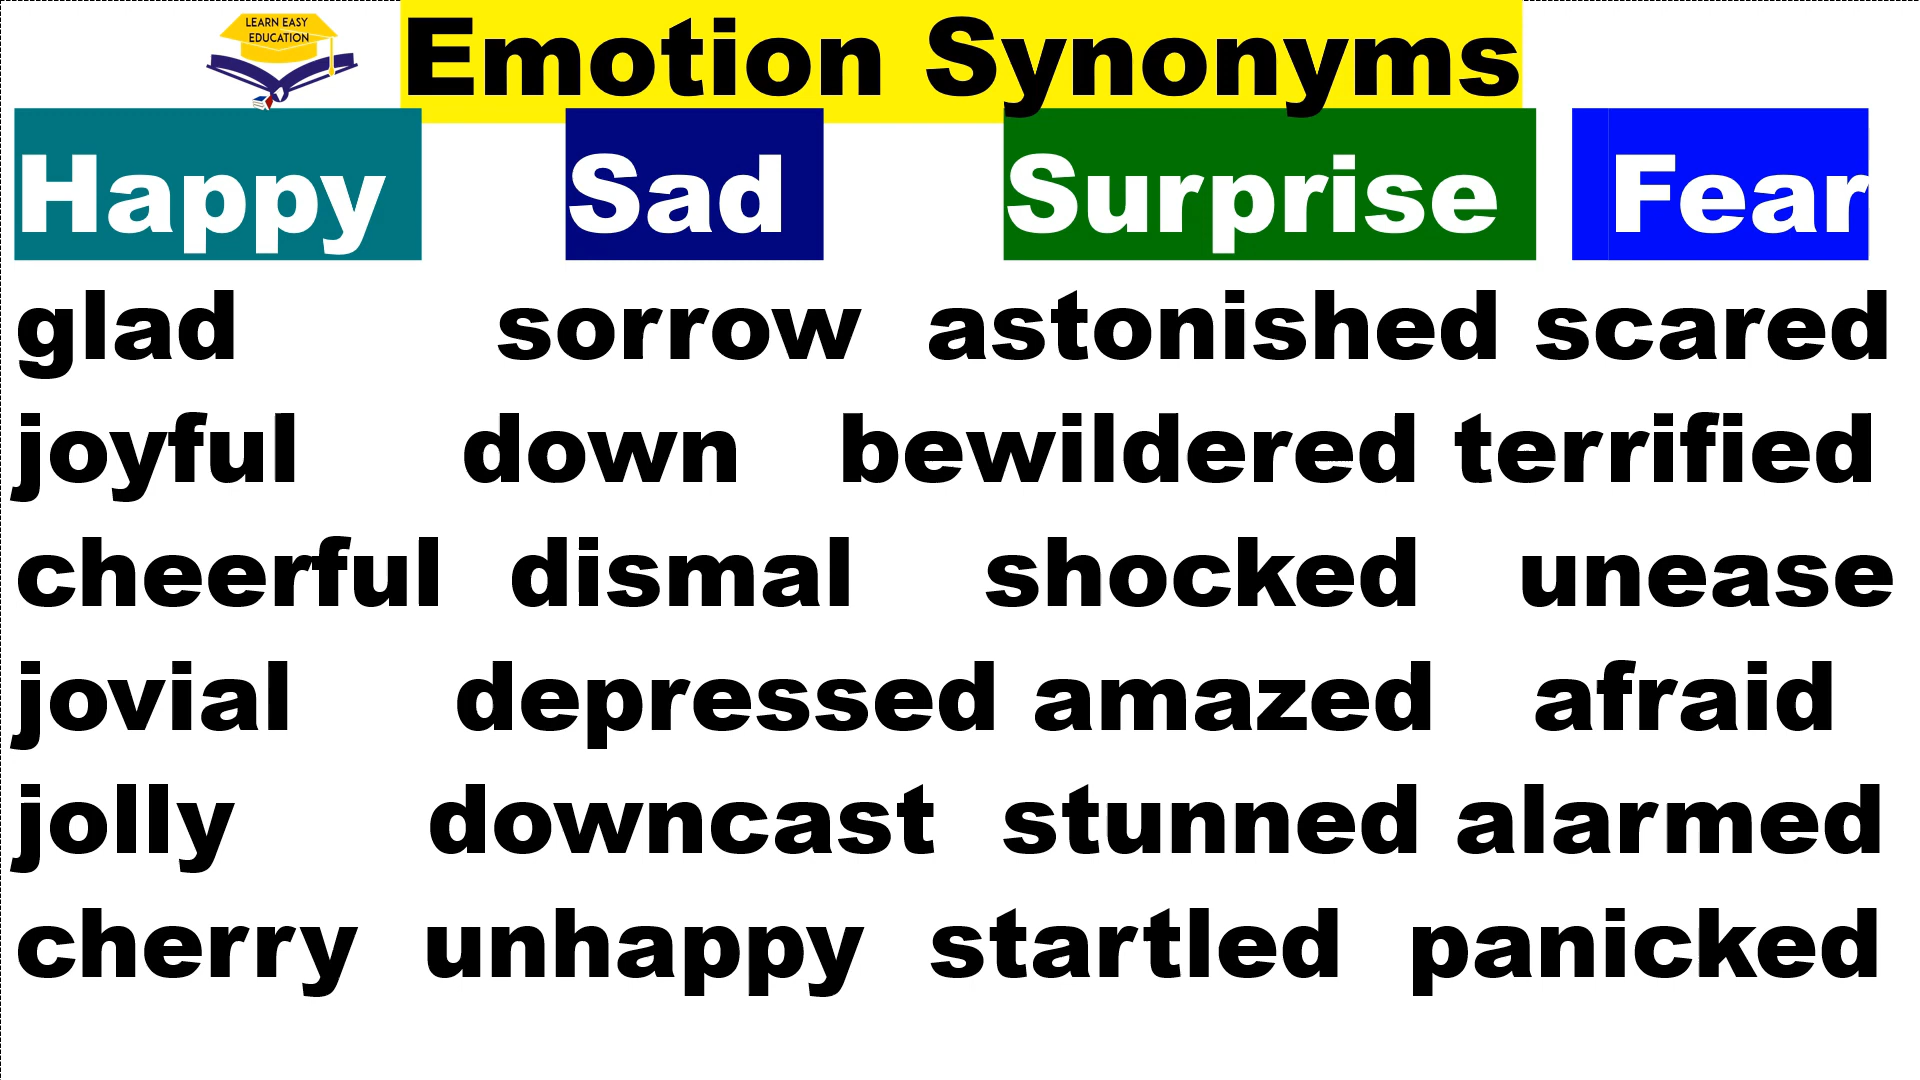 LEARN EASY
EDUCATION
Emotion Synonyms
Happy Sad Surprise Fear
glad sorrow astonished scared
joyful down bewildered terrified
cheerful dismal shocked unease
jovial depressed amazed afraid
jolly downcast stunned alarmed
cherry unhappy startled panicked